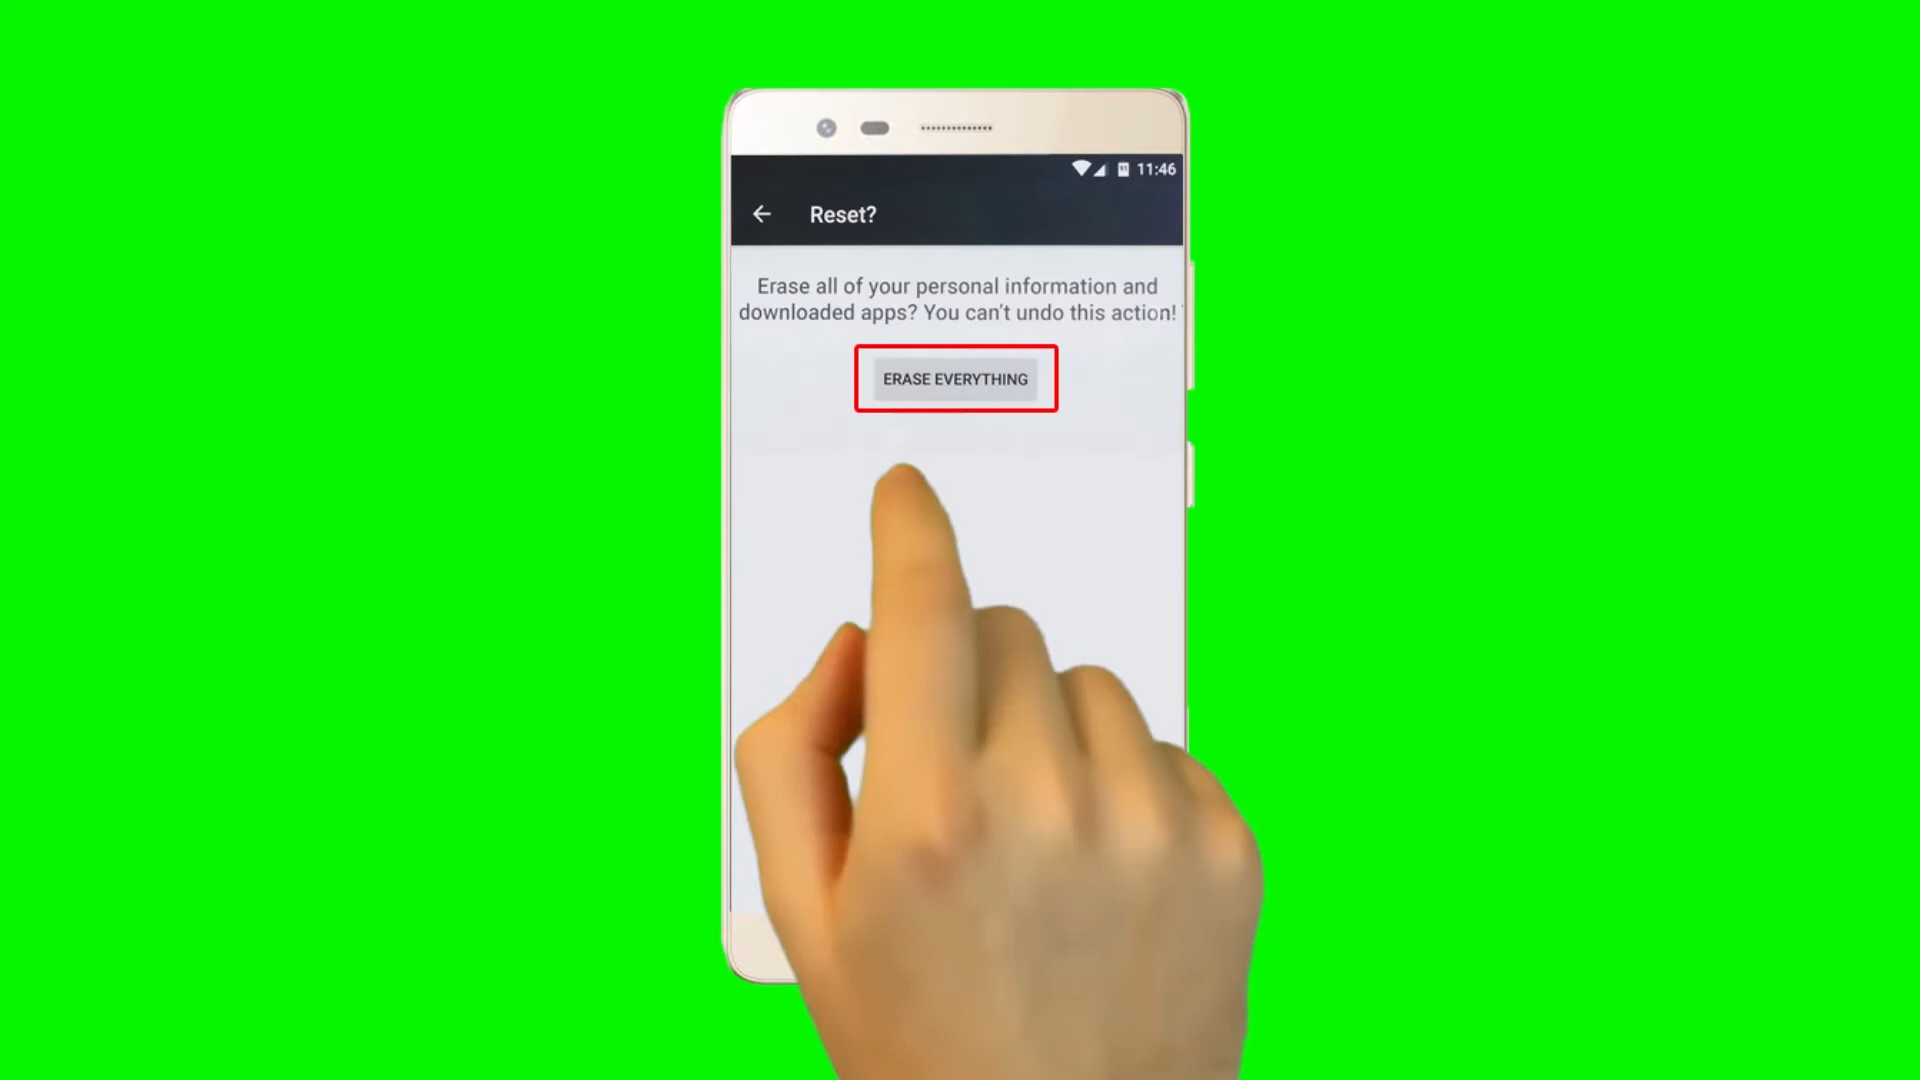 11:46
Reset?
Erase all of your personal information and
downloaded apps? You can't undo this action!
ERASE EVERYTHING